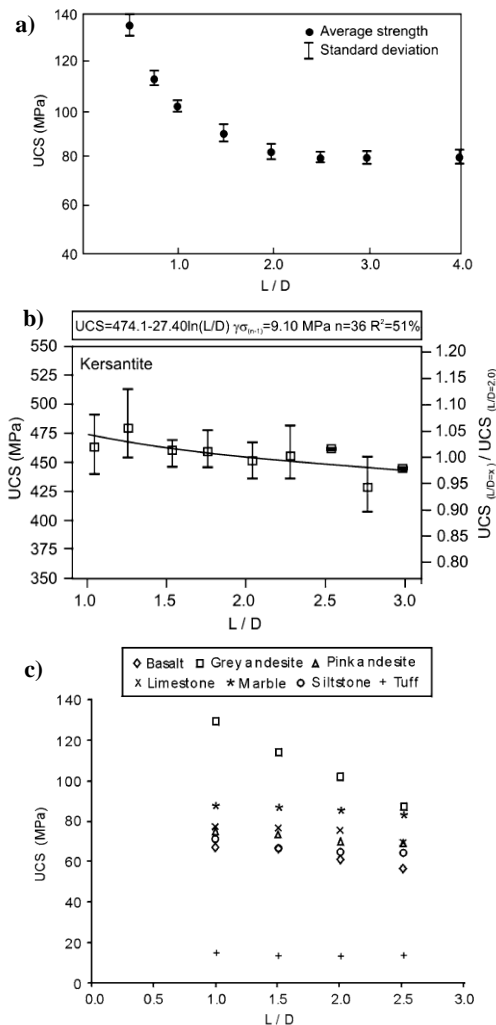 a)
140
120
100
80
60
40
UCS (MPa)
Average strength
Standard deviation
1.0 2.0 3.0 4.0
L / D
b)
UCS=474.1-27.40ln(L/D) γσ(n-1)=9.10 MPa n=36 R²=51%
Kersantite
550
525
500
475
450
425
400
375
350
UCS (MPa)
1.20
1.15
1.10
1.05
1.00
0.95
0.90
0.85
0.80
UCS (L/D=x) / UCS (L/D=2.0)
1.0 1.5 2.0 2.5 3.0
L / D
c)
Basalt Grey andesite Pink andesite
Limestone Marble Siltstone Tuff
140
120
100
80
60
40
20
0
UCS (MPa)
0.0 0.5 1.0 1.5 2.0 2.5 3.0
L / D